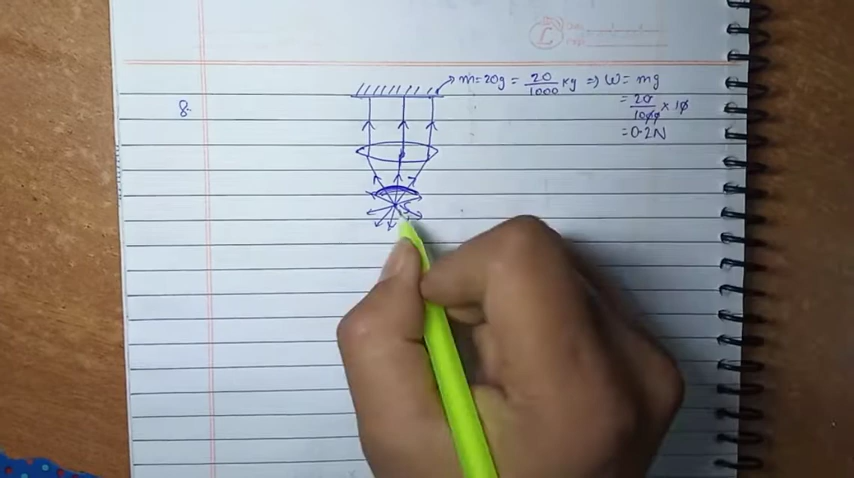 8.
m = 20g = 20/1000 kg => W = mg
= 20/1000 x 10
= 0.2N